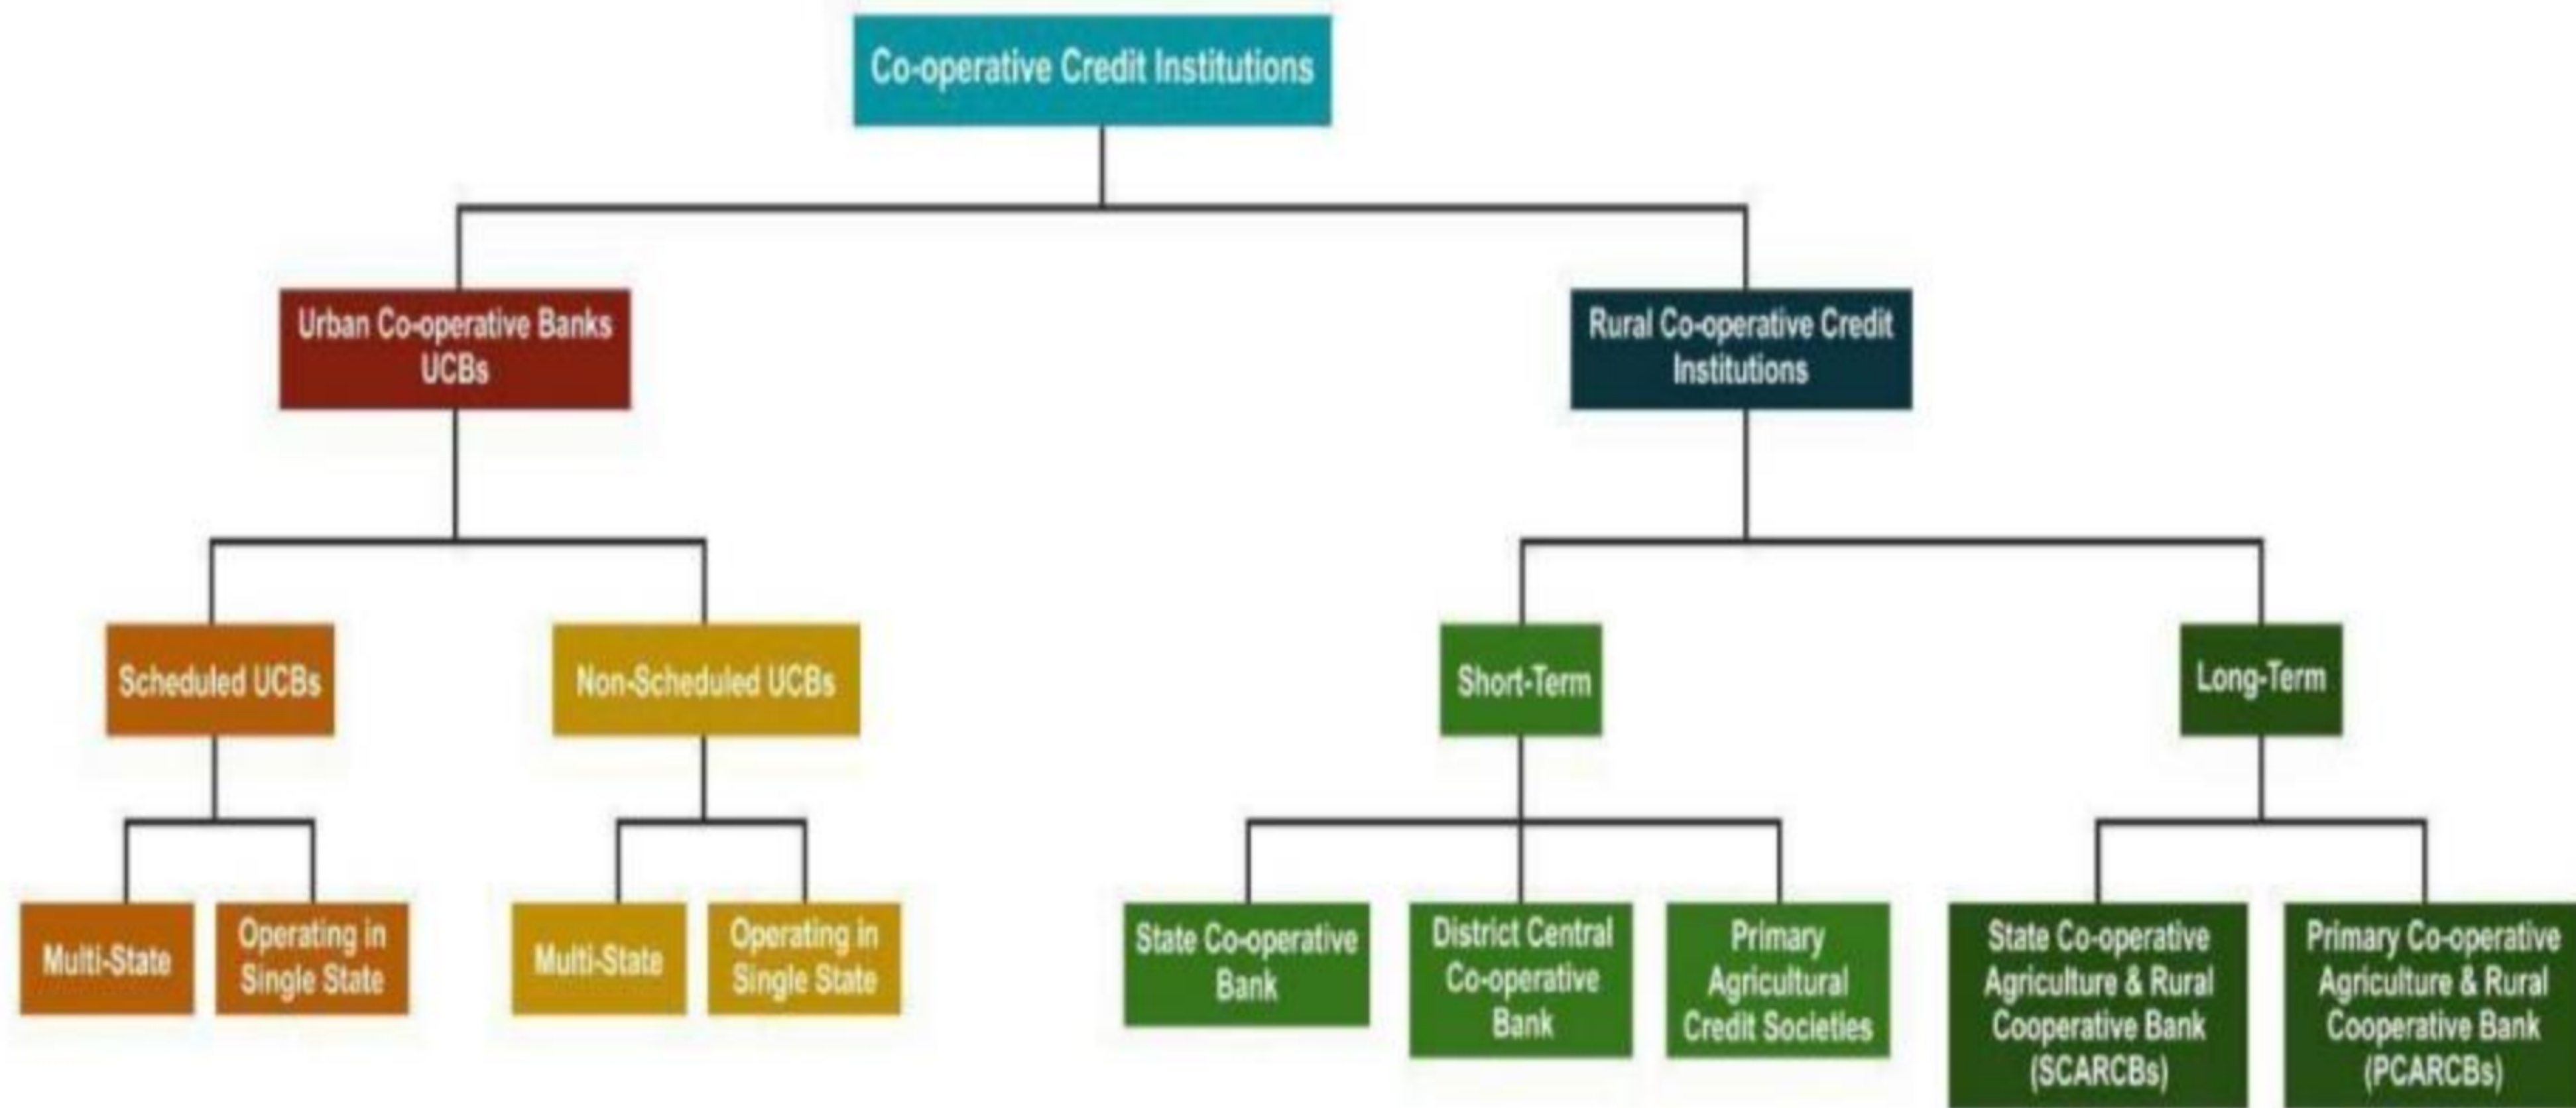 Co-operative Credit Institutions
Urban Co-operative Banks
UCBs
Rural Co-operative Credit
Institutions
Scheduled UCBs
Non-Scheduled UCBs
Short-Term
Long-Term
Multi-State
Operating in
Single State
Multi-State
Operating in
Single State
State Co-operative
Bank
District Central
Co-operative
Bank
Primary
Agricultural
Credit Societies
State Co-operative
Agriculture & Rural
Cooperative Bank
(SCARCBs)
Primary Co-operative
Agriculture & Rural
Cooperative Bank
(PCARCBs)